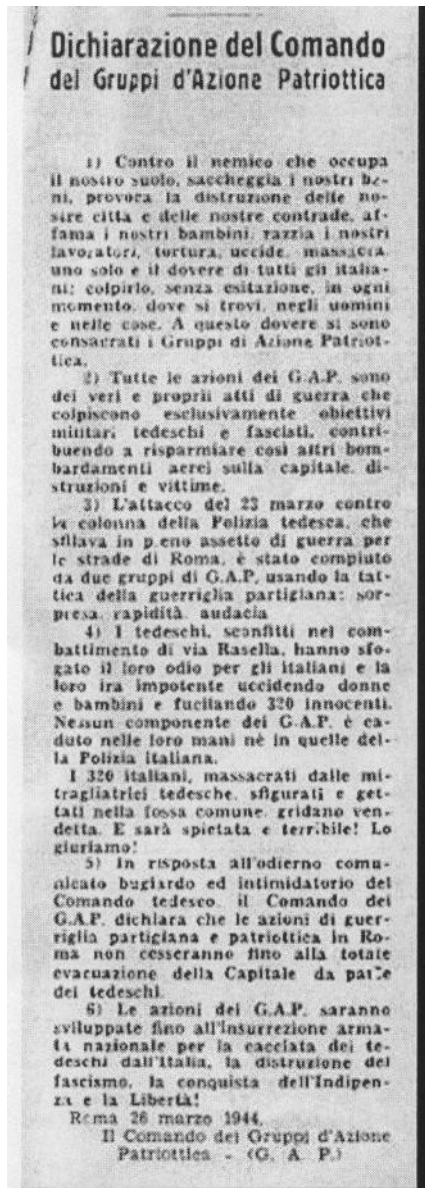 Dichiarazione del Comando
del Gruppi d'Azione Patriottica
1) Contro il nemico che occupa
il nostro suolo, saccheggia i nostri be-
ni, provoca la distruzione delle no-
stre città e delle nostre contrade, af-
fama i nostri bambini, razzia i nostri
lavoratori, tortura, uccide, massacra,
uno solo e il dovere di tutti gli italia-
ni: colpirlo, senza esitazione, in ogni
momento, dove si trovi, negli uomini
e nelle cose. A questo dovere si sono
consacrati i Gruppi di Azione Patriot-
tica.
2) Tutte le azioni dei G.A.P. sono
dei veri e proprii atti di guerra che
colpiscono esclusivamente obiettivi
militari tedeschi e fascisti, contri-
buendo a risparmiare così altri bom-
bardamenti aerei sulla capitale, di-
struzioni e vittime.
3) L'attacco del 23 marzo contro
la colonna della Polizia tedesca, che
sfilava in pieno assetto di guerra per
le strade di Roma, è stato compiuto
da due gruppi di G.A.P, usando la tat-
tica della guerriglia partigiana: sor-
presa, rapidità, audacia
4) I tedeschi, sconfitti nel com-
battimento di via Rasella, hanno sfo-
gato il loro odio per gli italiani e la
loro ira impotente uccidendo donne
e bambini e fucilando 320 innocenti.
Nessun componente dei G.A.P. è ca-
duto nelle loro mani nè in quelle del-
la Polizia italiana.
I 320 italiani, massacrati dalle mi-
tragliatrici tedesche, sfigurati e get-
tati nella fossa comune, gridano ven-
detta. E sarà spietata e terribile! Lo
giuriamo!
5) In risposta all'odierno comu-
nicato bugiardo ed intimidatorio del
Comando tedesco, il Comando dei
G.A.P. dichiara che le azioni di guer-
riglia partigiana e patriottica in Ro-
ma non cesseranno fino alla totale
evacuazione della Capitale da parte
dei tedeschi.
6) Le azioni dei G.A.P. saranno
sviluppate fino all'insurrezione arma-
ta nazionale per la cacciata dei te-
deschi dall'Italia, la distruzione del
fascismo, la conquista dell'Indipen-
za e la Libertà!
Roma 26 marzo 1944.
Il Comando dei Gruppi d'Azione
Patriottica - (G. A P.)